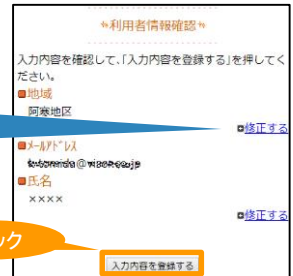 利用者情報確認
入力内容を確認して、「入力内容を登録する」を押してく
ださい。
地域
阿寒地区
修正する
メールアドレス
氏名
××××
修正する
ック
入力内容を登録する